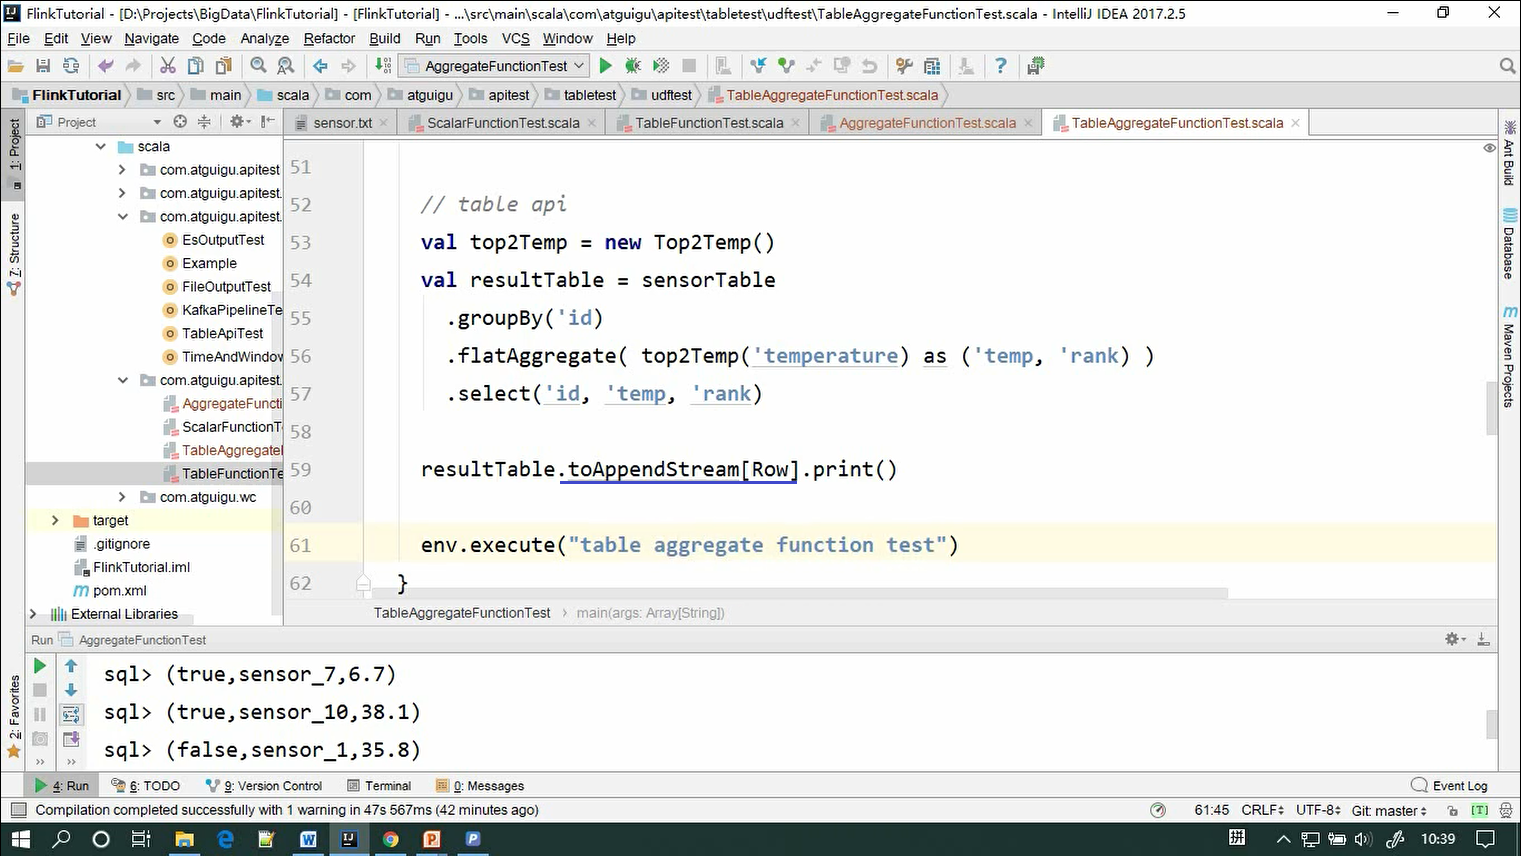 FlinkTutorial - [D:\Projects\BigData\FlinkTutorial] - [FlinkTutorial] - ...\src\main\scala\com\atguigu\apitest\tabletest\udftest\TableAggregateFunctionTest.scala - IntelliJ IDEA 2017.2.5
File Edit View Navigate Code Analyze Refactor Build Run Tools VCS Window Help
AggregateFunctionTest
FlinkTutorial src main scala com atguigu apitest tabletest udftest TableAggregateFunctionTest.scala
Project sensor.txt ScalarFunctionTest.scala TableFunctionTest.scala AggregateFunctionTest.scala TableAggregateFunctionTest.scala
1: Project
7: Structure
2: Favorites
scala
com.atguigu.apitest
com.atguigu.apitest.
com.atguigu.apitest.
EsOutputTest
Example
FileOutputTest
KafkaPipelineTe
TableApiTest
TimeAndWindow
com.atguigu.apitest.
AggregateFuncti
ScalarFunctionT
TableAggregate
TableFunctionTe
com.atguigu.wc
target
.gitignore
FlinkTutorial.iml
pom.xml
External Libraries
51
52 // table api
53 val top2Temp = new Top2Temp()
54 val resultTable = sensorTable
55 .groupBy('id)
56 .flatAggregate( top2Temp('temperature) as ('temp, 'rank) )
57 .select('id, 'temp, 'rank)
58
59 resultTable.toAppendStream[Row].print()
60
61 env.execute("table aggregate function test")
62 }
TableAggregateFunctionTest main(args: Array[String])
Ant Build
Database
Maven Projects
Run AggregateFunctionTest
sql> (true,sensor_7,6.7)
sql> (true,sensor_10,38.1)
sql> (false,sensor_1,35.8)
4: Run 6: TODO 9: Version Control Terminal 0: Messages Event Log
Compilation completed successfully with 1 warning in 47s 567ms (42 minutes ago) 61:45 CRLF UTF-8 Git: master [T]
拼 10:39